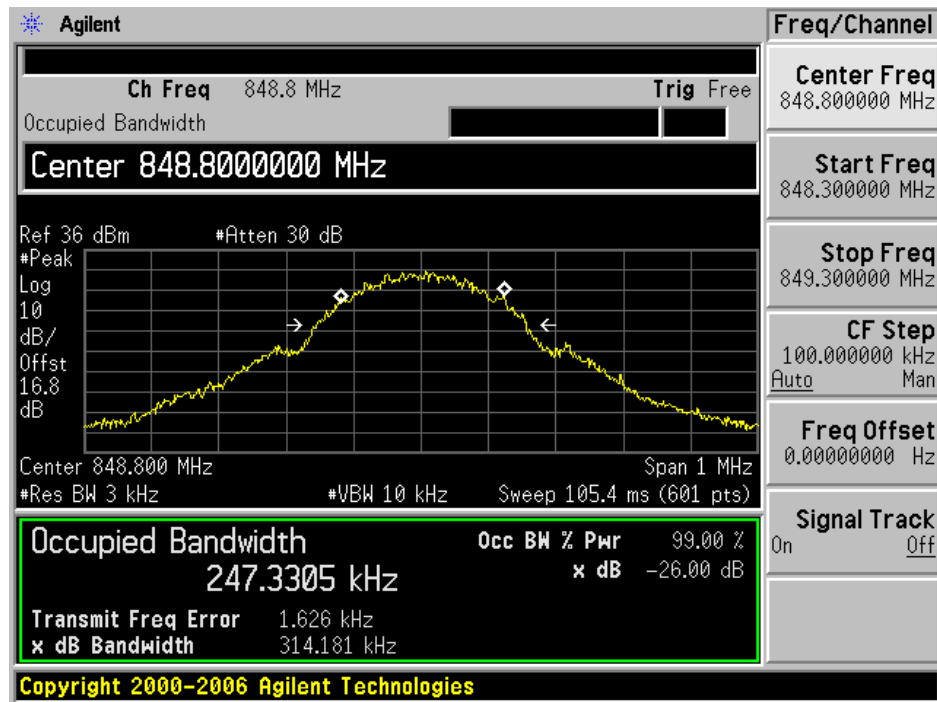 Agilent
Freq/Channel
Ch Freq 848.8 MHz Trig Free
Occupied Bandwidth
Center 848.8000000 MHz
Ref 36 dBm #Atten 30 dB
#Peak
Log
10
dB/
Offst
16.8
dB
Center 848.800 MHz Span 1 MHz
#Res BW 3 kHz #VBW 10 kHz Sweep 105.4 ms (601 pts)
Occupied Bandwidth Occ BW % Pwr 99.00 %
247.3305 kHz x dB -26.00 dB
Transmit Freq Error 1.626 kHz
x dB Bandwidth 314.181 kHz
Center Freq
848.800000 MHz
Start Freq
848.300000 MHz
Stop Freq
849.300000 MHz
CF Step
100.000000 kHz
Auto Man
Freq Offset
0.00000000 Hz
Signal Track
On Off
Copyright 2000-2006 Agilent Technologies